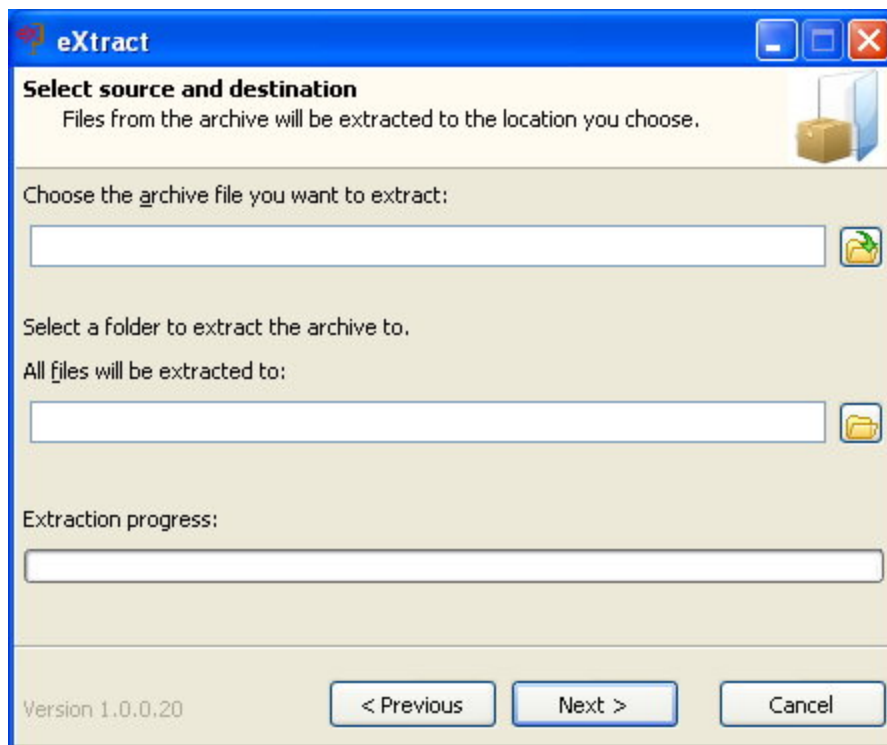 eXtract
Select source and destination
Files from the archive will be extracted to the location you choose.
Choose the archive file you want to extract:
Select a folder to extract the archive to.
All files will be extracted to:
Extraction progress:
Version 1.0.0.20
< Previous
Next >
Cancel